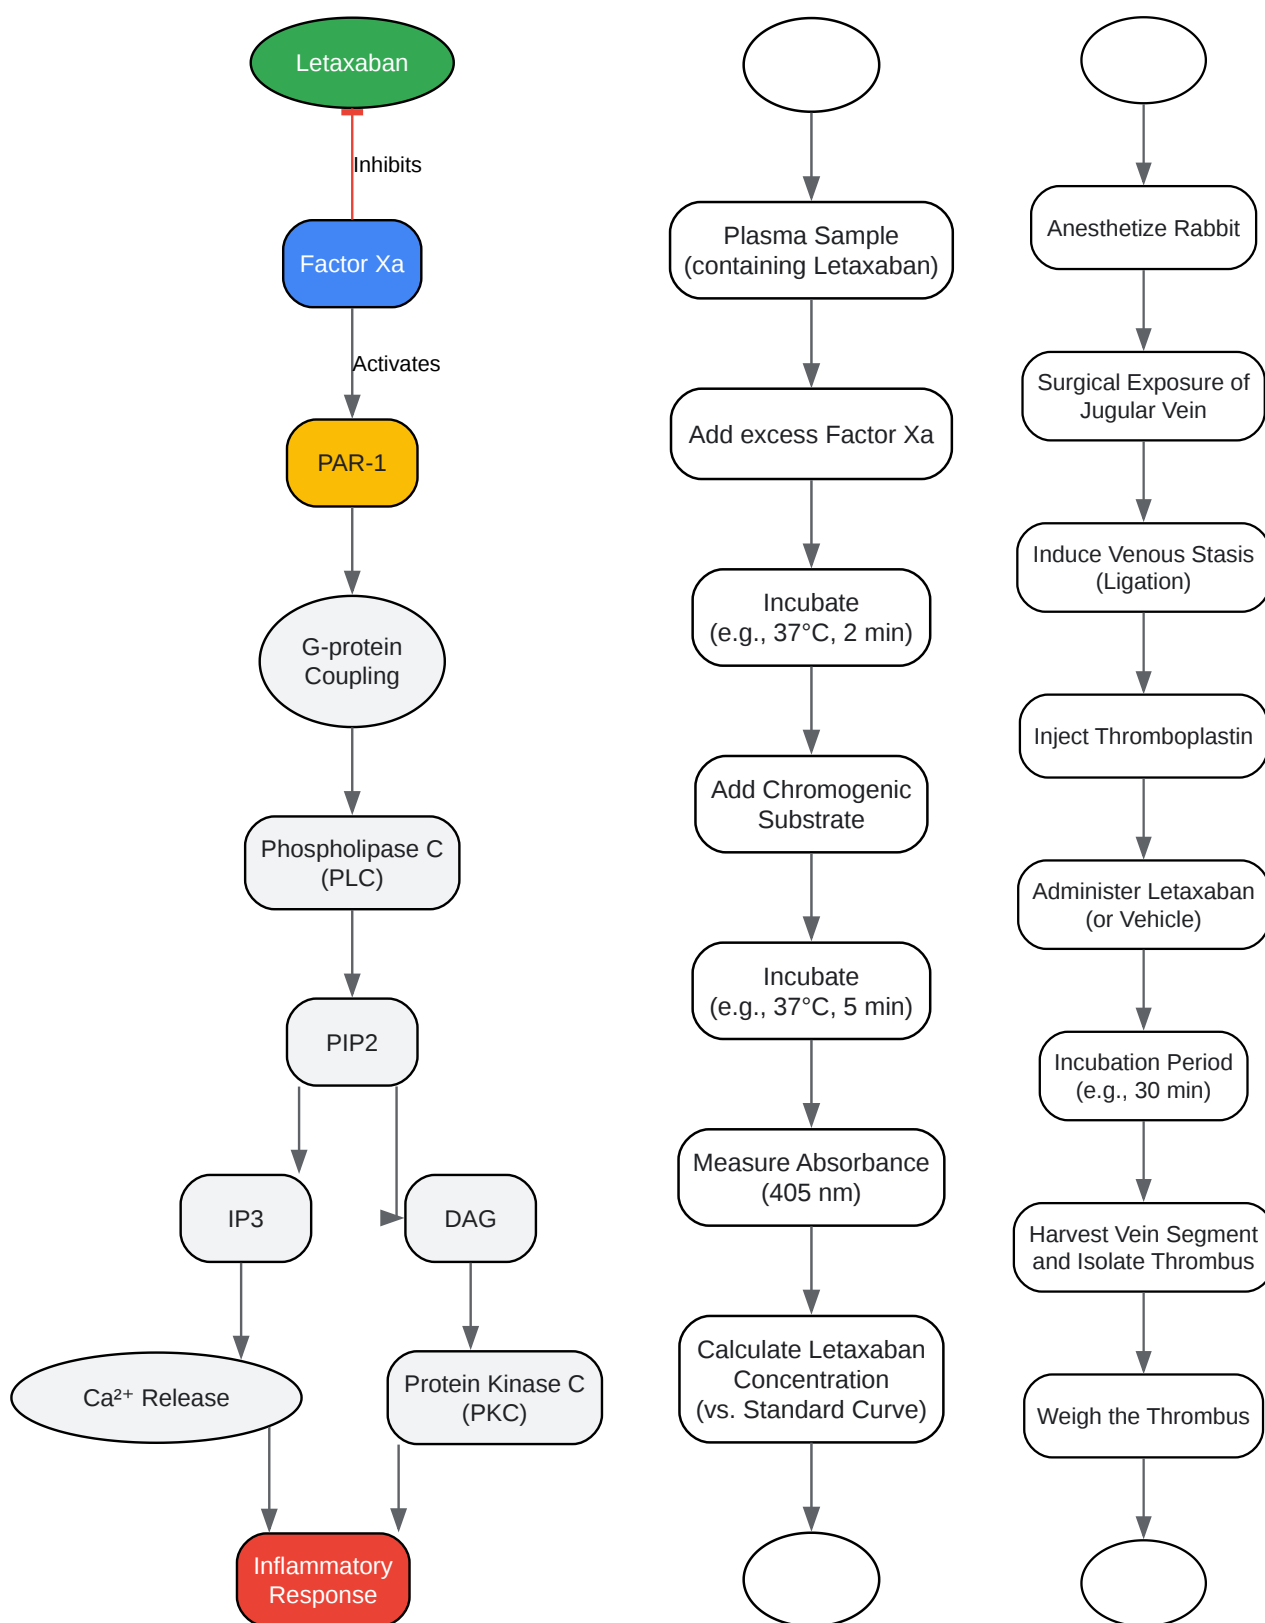 Letaxaban
Inhibits
Factor Xa
Activates
PAR-1
G-protein
Coupling
Phospholipase C
(PLC)
PIP2
IP3
DAG
Ca²⁺ Release
Protein Kinase C
(PKC)
Inflammatory
Response
Plasma Sample
(containing Letaxaban)
Add excess Factor Xa
Incubate
(e.g., 37°C, 2 min)
Add Chromogenic
Substrate
Incubate
(e.g., 37°C, 5 min)
Measure Absorbance
(405 nm)
Calculate Letaxaban
Concentration
(vs. Standard Curve)
Anesthetize Rabbit
Surgical Exposure of
Jugular Vein
Induce Venous Stasis
(Ligation)
Inject Thromboplastin
Administer Letaxaban
(or Vehicle)
Incubation Period
(e.g., 30 min)
Harvest Vein Segment
and Isolate Thrombus
Weigh the Thrombus